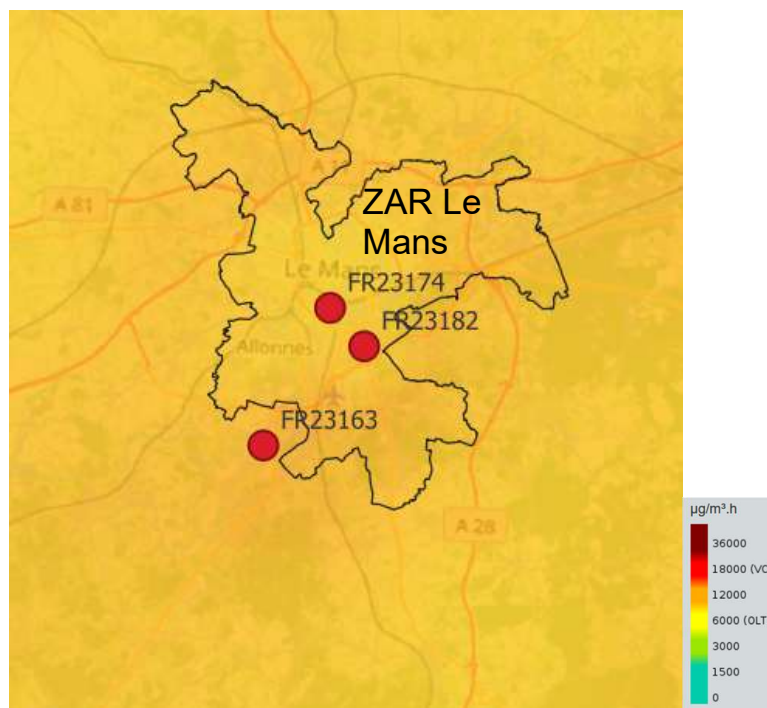 ZAR Le
Mans
A 81
Le Mans
FR23174
FR23182
Allonnes
FR23163
A 28
µg/m³.h
36000
18000 (VC
12000
6000 (OLT
3000
1500
0